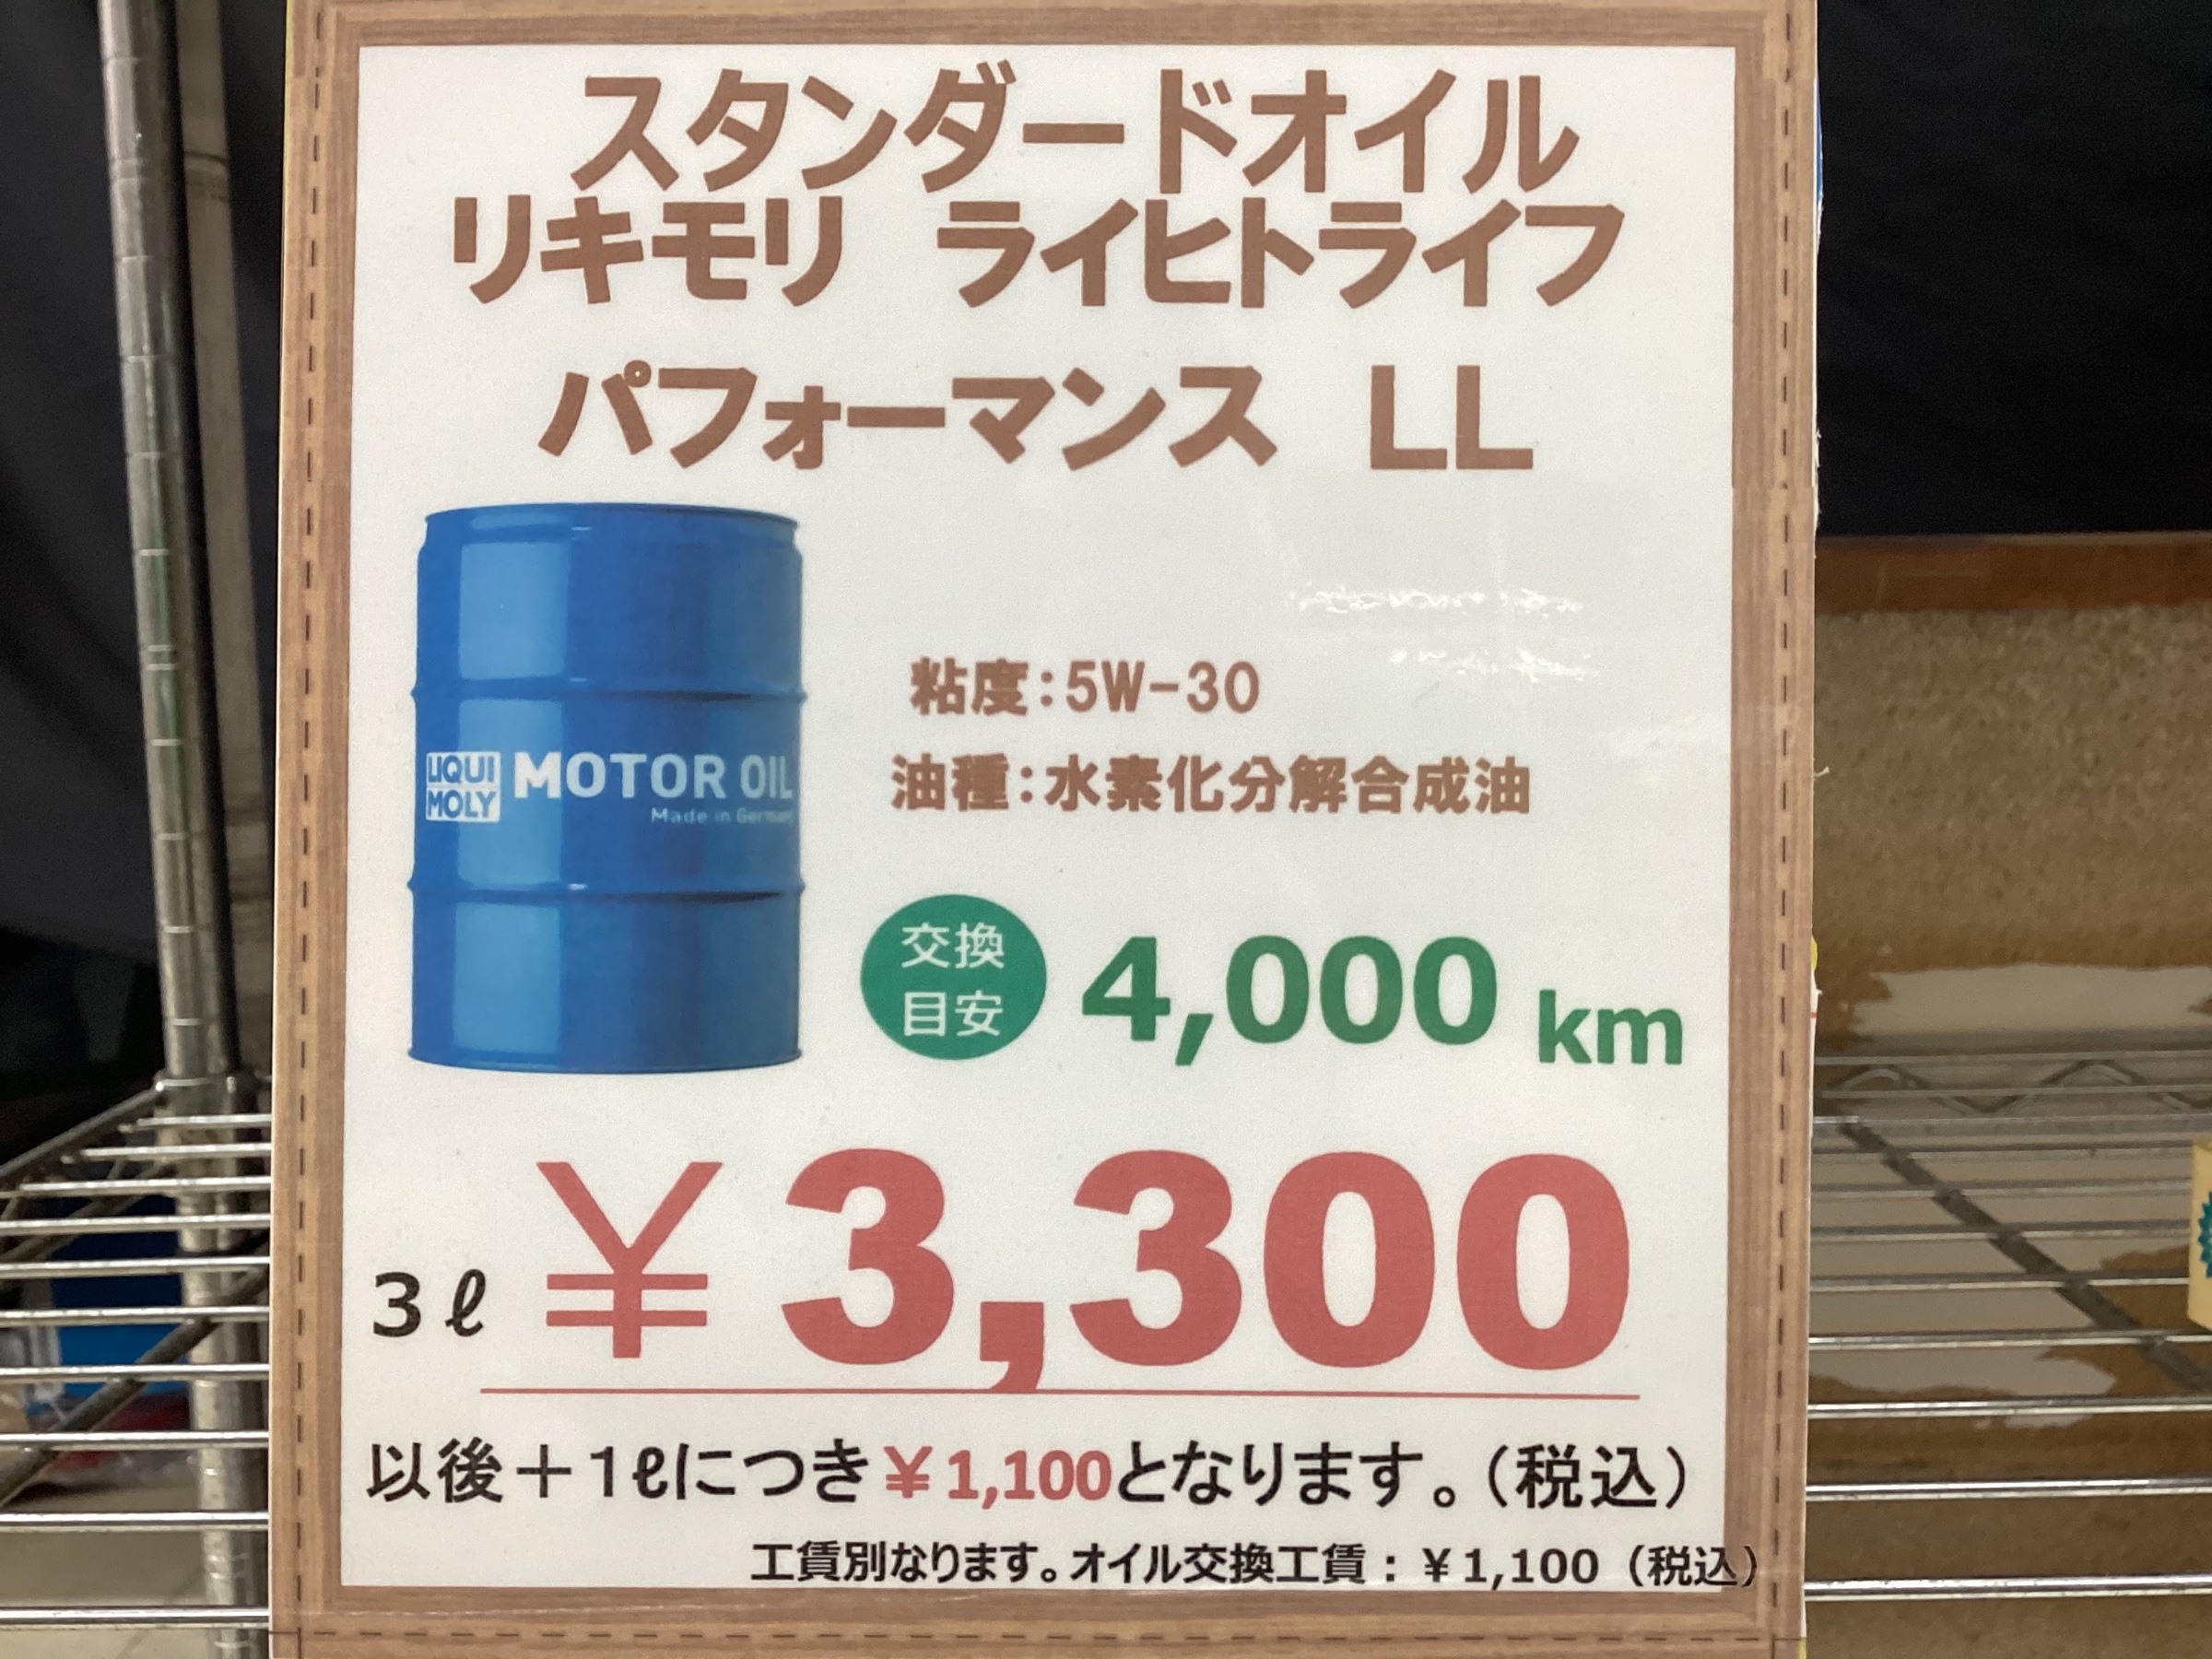 スタンダードオイル
リキモリ　ライヒトライフ
パフォーマンス　LL
粘度：5W-30
油種：水素化分解合成油
LIQUI
MOLY
MOTOR OIL
Made in Germany
交換
目安
4,000 km
3ℓ ￥3,300
以後＋1ℓにつき￥1,100となります。（税込）
工賃別なります。オイル交換工賃：￥1,100（税込）